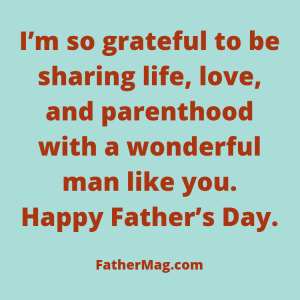 I’m so grateful to be
sharing life, love,
and parenthood
with a wonderful
man like you.
Happy Father’s Day.
FatherMag.com